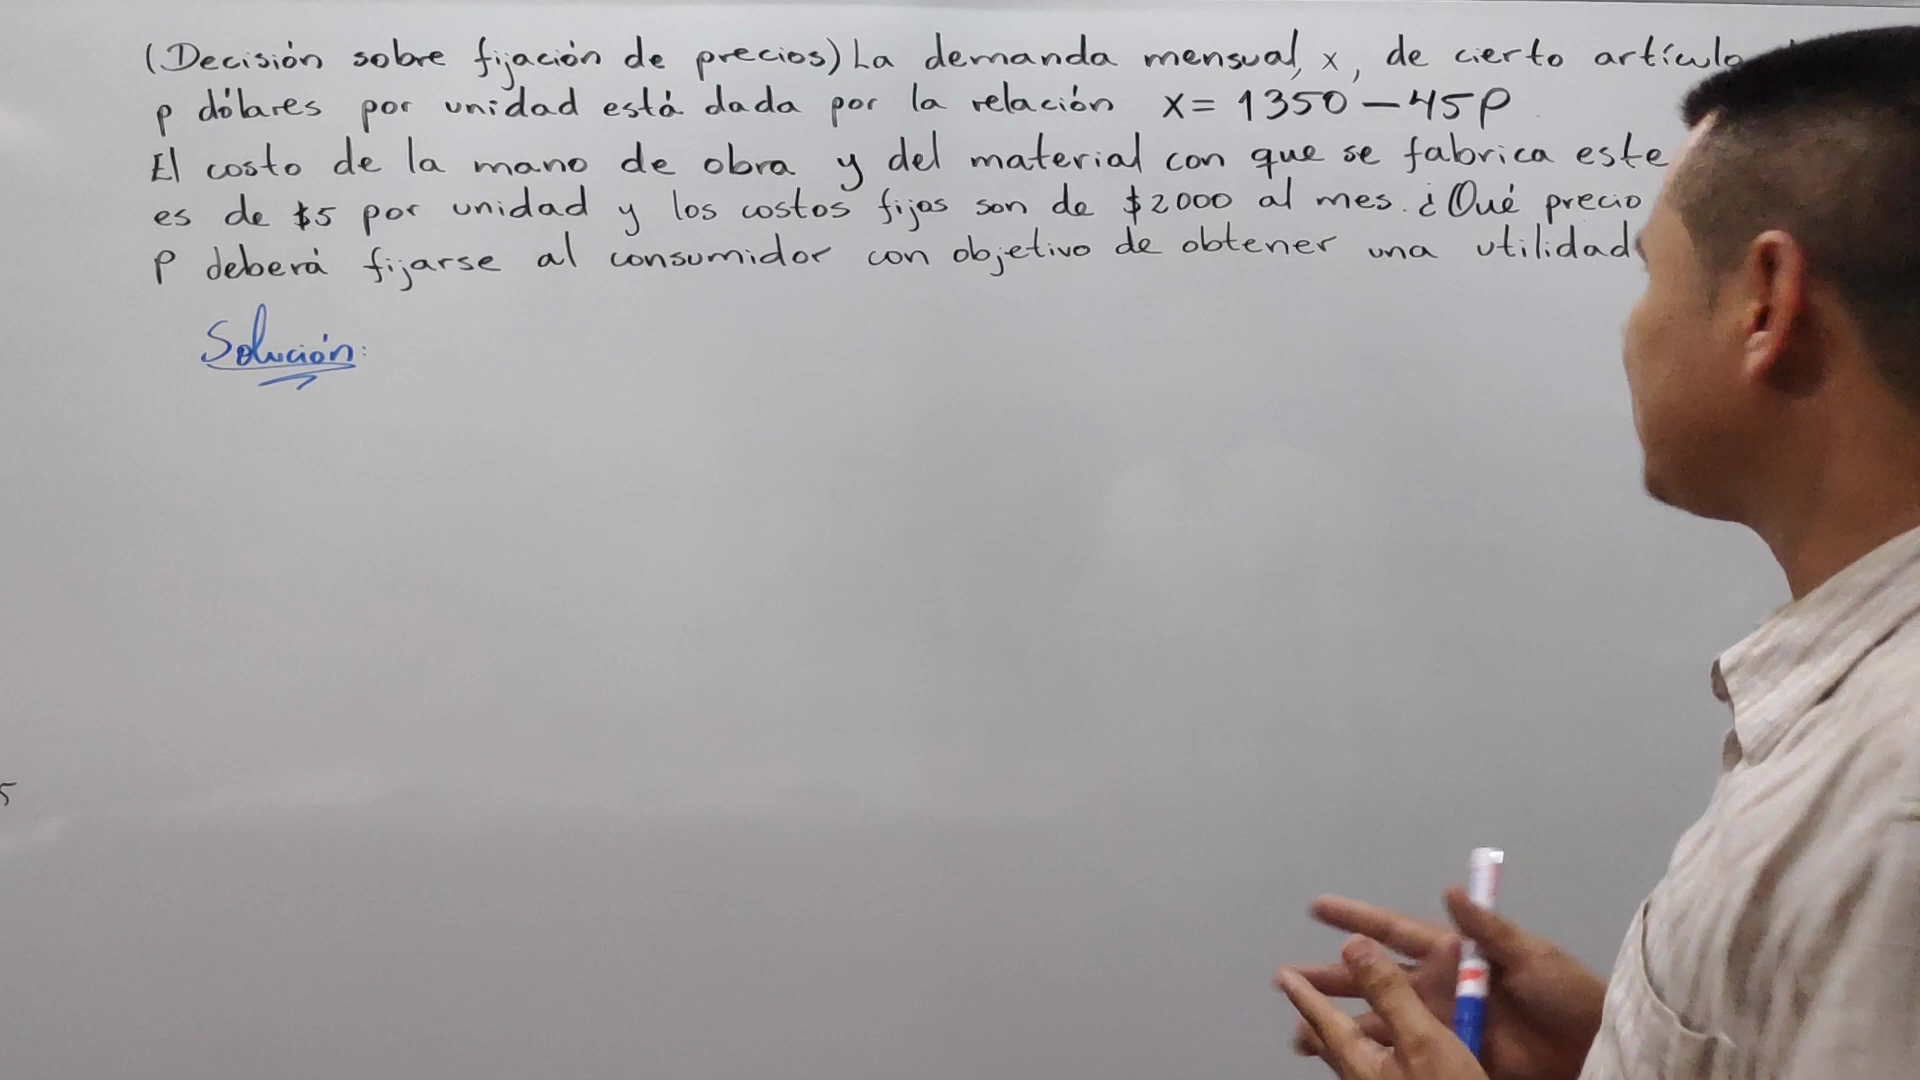 (Decisión sobre fijación de precios) La demanda mensual, x, de cierto artículo
p dólares por unidad está dada por la relación x = 1350 - 45p
El costo de la mano de obra y del material con que se fabrica este
es de $5 por unidad y los costos fijos son de $2000 al mes. ¿Qué precio
p deberá fijarse al consumidor con objetivo de obtener una utilidad
Solución:
5